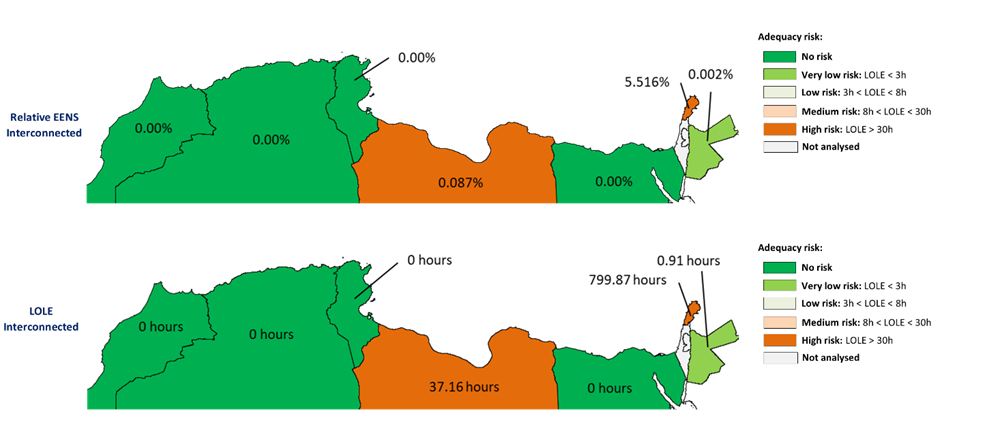 Adequacy risk:
No risk
Very low risk: LOLE < 3h
Low risk: 3h < LOLE < 8h
Medium risk: 8h < LOLE < 30h
High risk: LOLE > 30h
Not analysed
Relative EENS
Interconnected
0.00%
0.00%
0.00%
0.087%
0.00%
5.516%
0.002%
Adequacy risk:
No risk
Very low risk: LOLE < 3h
Low risk: 3h < LOLE < 8h
Medium risk: 8h < LOLE < 30h
High risk: LOLE > 30h
Not analysed
LOLE
Interconnected
0 hours
0 hours
0 hours
37.16 hours
0 hours
799.87 hours
0.91 hours